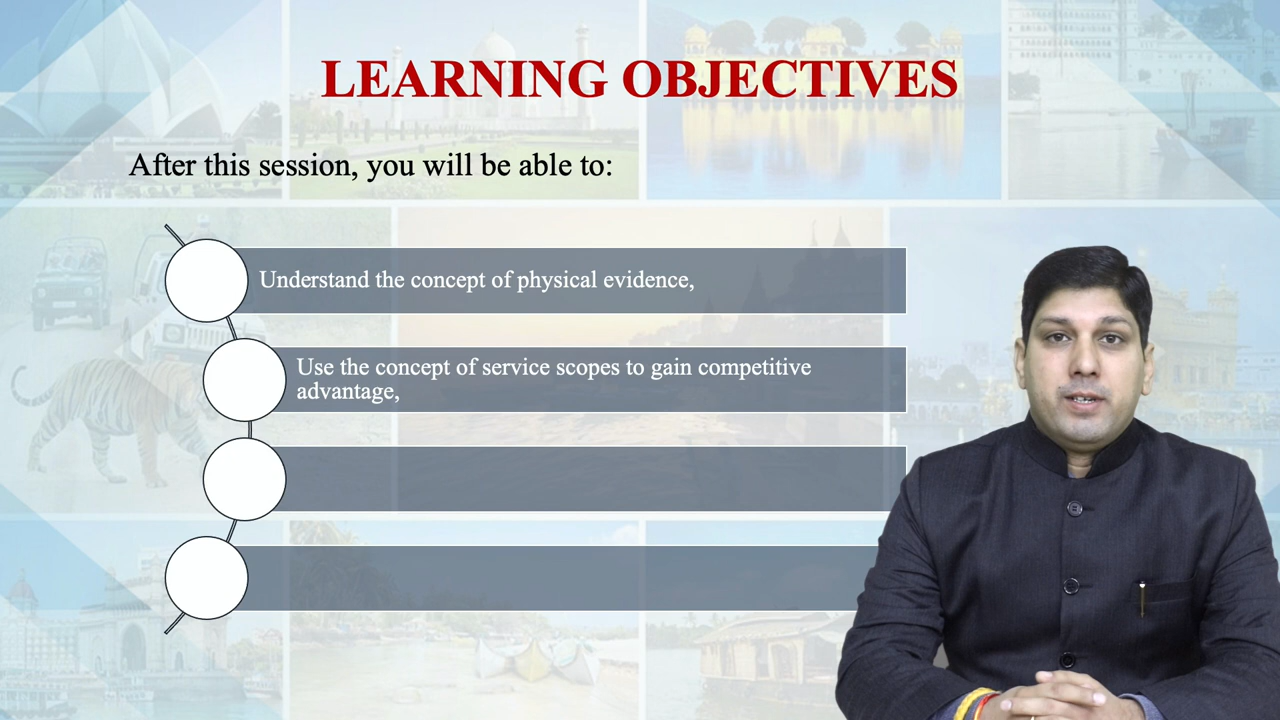 LEARNING OBJECTIVES
After this session, you will be able to:
Understand the concept of physical evidence,
Use the concept of service scopes to gain competitive
advantage,